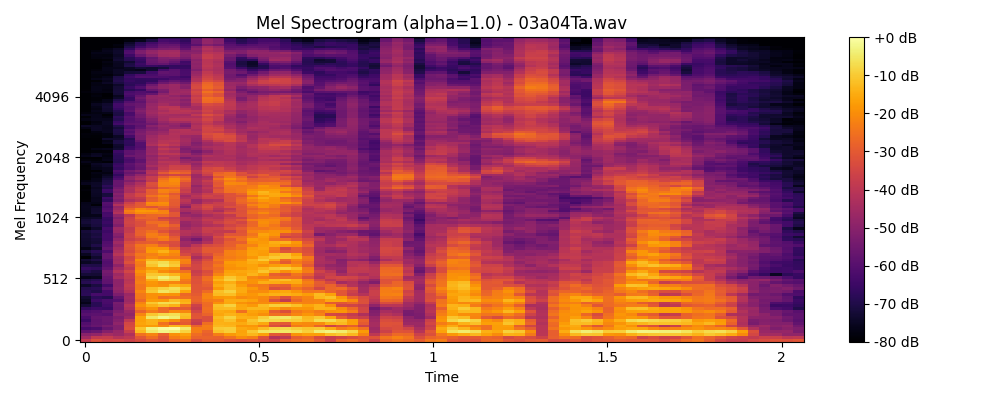 Mel Spectrogram (alpha=1.0) - 03a04Ta.wav
Mel Frequency
4096
2048
1024
512
0
0
0.5
1
1.5
2
Time
+0 dB
-10 dB
-20 dB
-30 dB
-40 dB
-50 dB
-60 dB
-70 dB
-80 dB